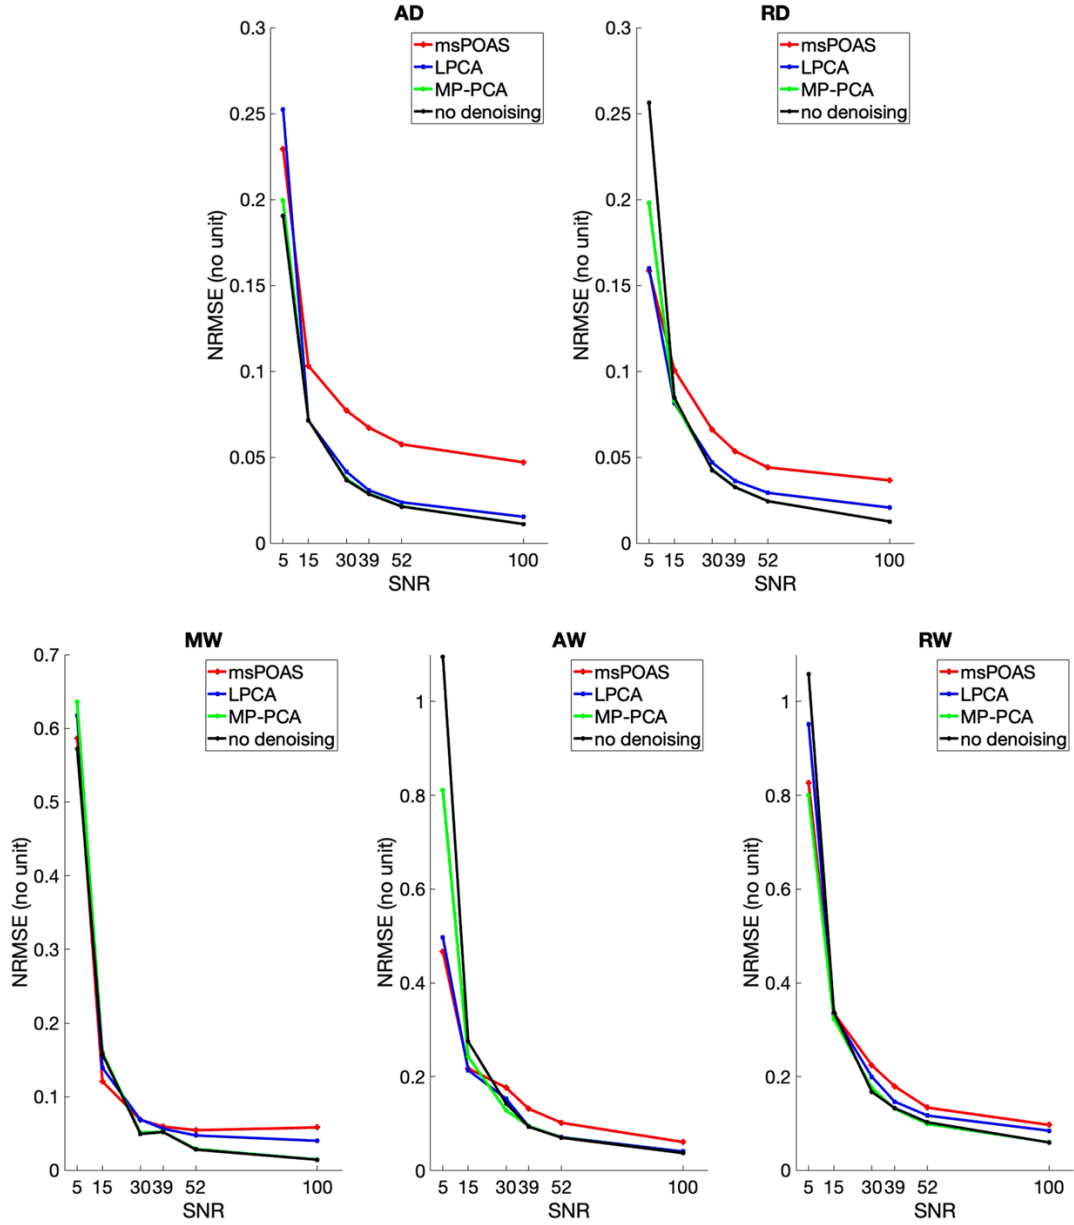 AD
0.3
0.25
0.2
0.15
0.1
0.05
0
NRMSE (no unit)
msPOAS
LPCA
MP-PCA
no denoising
5 15 30 39 52 100
SNR
RD
0.3
0.25
0.2
0.15
0.1
0.05
0
NRMSE (no unit)
msPOAS
LPCA
MP-PCA
no denoising
5 15 30 39 52 100
SNR
MW
0.7
0.6
0.5
0.4
0.3
0.2
0.1
0
NRMSE (no unit)
msPOAS
LPCA
MP-PCA
no denoising
5 15 30 39 52 100
SNR
AW
1
0.8
0.6
0.4
0.2
0
NRMSE (no unit)
msPOAS
LPCA
MP-PCA
no denoising
5 15 30 39 52 100
SNR
RW
1
0.8
0.6
0.4
0.2
0
NRMSE (no unit)
msPOAS
LPCA
MP-PCA
no denoising
5 15 30 39 52 100
SNR